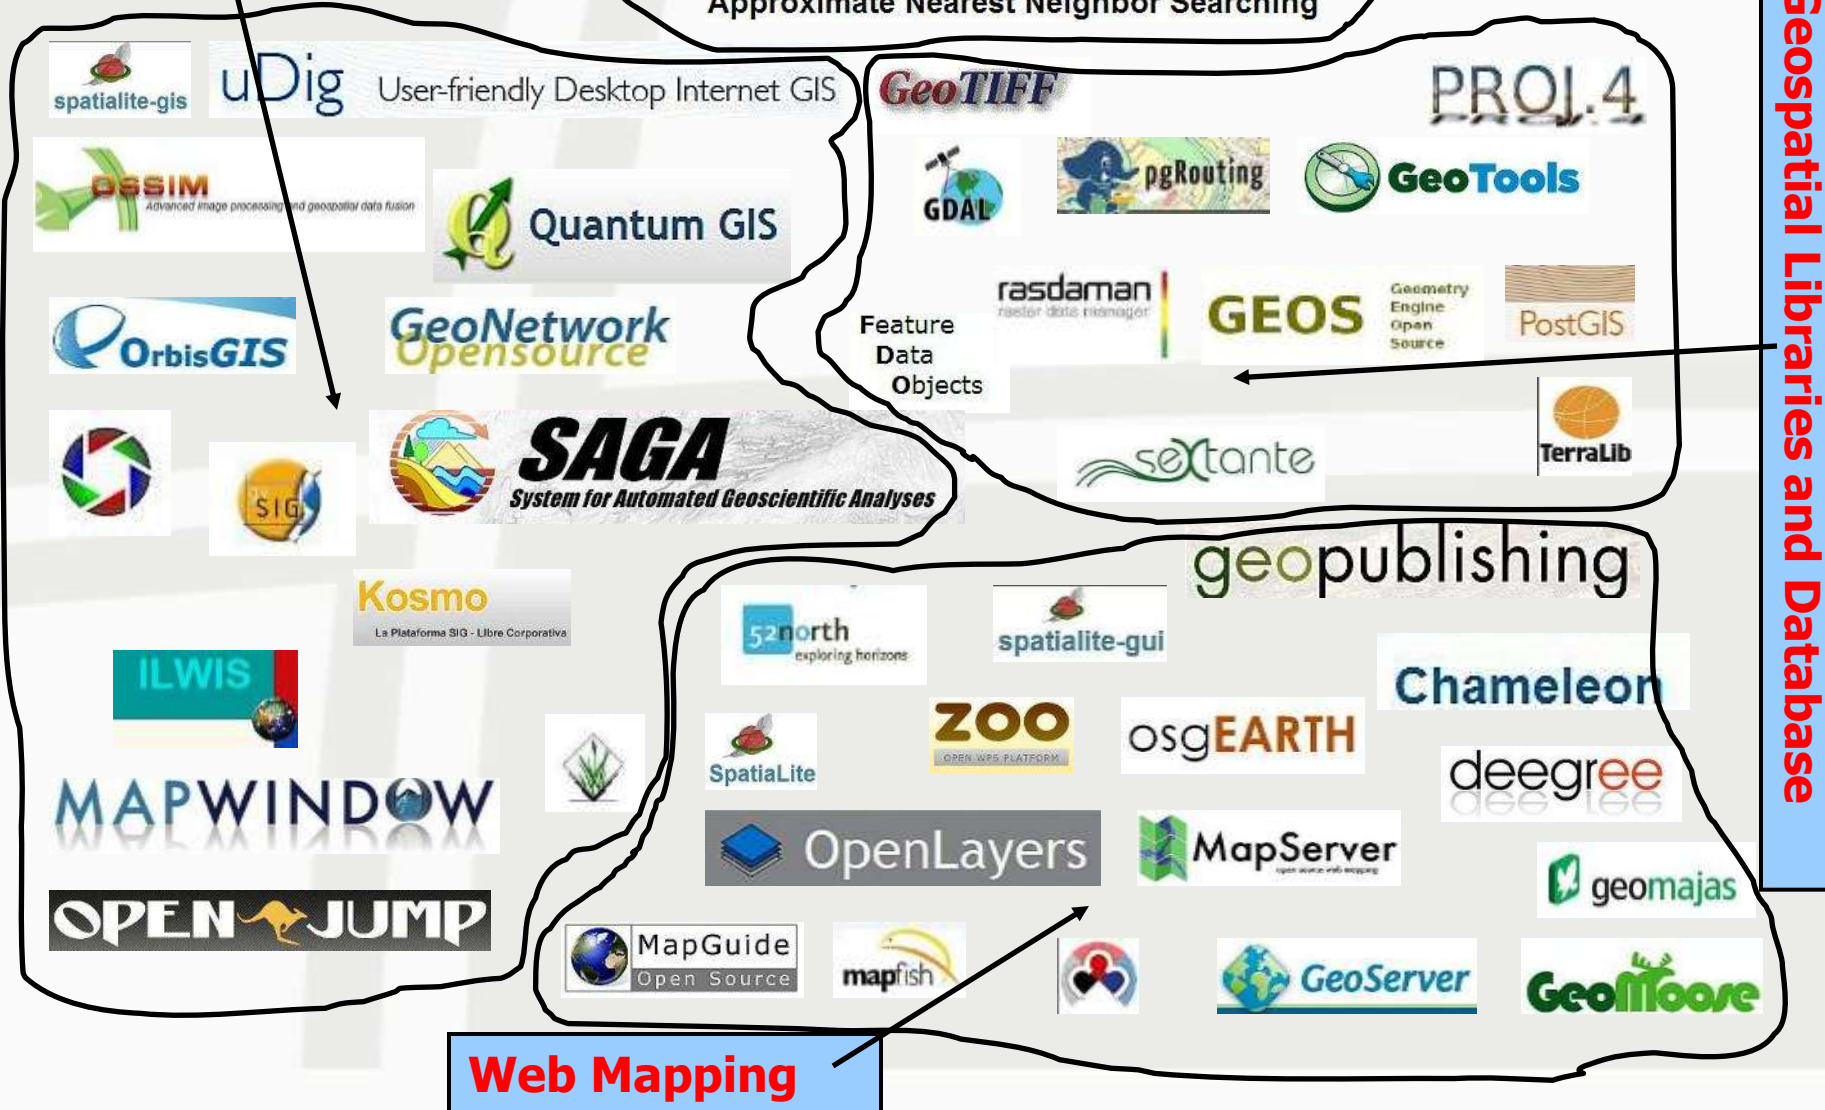 Approximate Nearest Neighbor Searching
spatialite-gis
uDig User-friendly Desktop Internet GIS
OSSIM
Advanced image processing and geospatial data fusion
Quantum GIS
OrbisGIS
GeoNetwork
Opensource
SIG
SAGA
System for Automated Geoscientific Analyses
Kosmo
La Plataforma SIG - Libre Corporativa
ILWIS
MAPWINDOW
OPEN JUMP
GeoTIFF
PROJ.4
GDAL
pgRouting
GeoTools
Feature
Data
Objects
rasdaman
raster data manager
GEOS
Geometry
Engine
Open
Source
PostGIS
sextante
TerraLib
Geospatial Libraries and Database
geopublishing
52north
exploring horizons
spatialite-gui
Chameleon
SpatiaLite
ZOO
OPEN WPS PLATFORM
osgEARTH
deegree
OpenLayers
MapServer
open source web mapping
geomajas
MapGuide
Open Source
mapfish
GeoServer
GeoMoose
Web Mapping